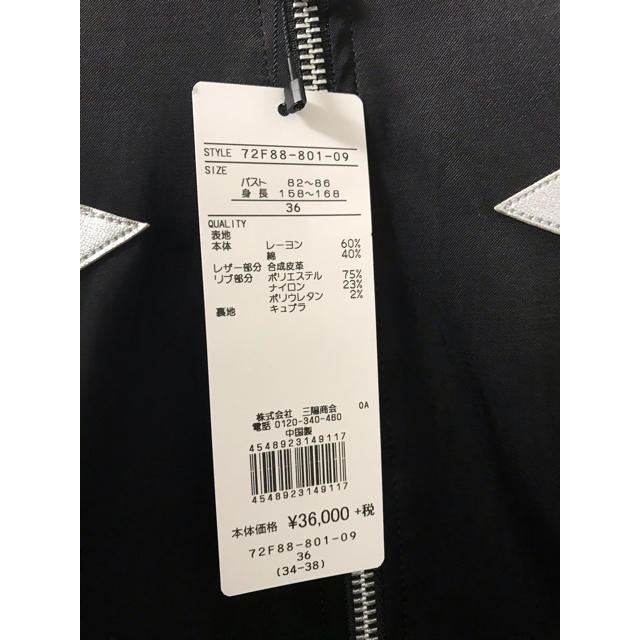 STYLE 72F88-801-09
SIZE
バスト 82～86
身長 158～168
36
QUALITY
表地
本体 レーヨン 60%
綿 40%
レザー部分 合成皮革
リブ部分 ポリエステル 75%
ナイロン 23%
ポリウレタン 2%
裏地 キュプラ
株式会社 三陽商会 0A
電話 0120-340-460
中国製
4548923149117
4548923149117
本体価格 ¥36,000 +税
72F88-801-09
36
(34-38)